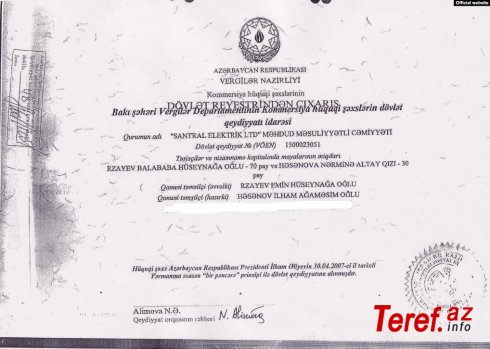 Official website
AZƏRBAYCAN RESPUBLİKASI
VERGİLƏR NAZİRLİYİ
Kommersiya hüquqi şəxslərinin
DÖVLƏT REYESTRİNDƏN ÇIXARIŞ
Bakı şəhəri Vergilər Departamentinin Kommersiya hüquqi şəxslərin dövlət
qeydiyyatı idarəsi
Qurumun adı "SANTRAL ELEKTRİK LTD" MƏHDUD MƏSULİYYƏTLİ CƏMİYYƏTİ
Dövlət qeydiyyat № (VÖEN) 1500023051
Təsisçilər və nizamnamə kapitalında paylarının miqdarı
RZAYEV BALABABA HÜSEYNAĞA OĞLU - 70 pay və HƏSƏNOVA NƏRMİNƏ ALTAY QIZI - 30
pay
Qanuni təmsilçi (əvvəlki) RZAYEV EMİN HÜSEYNAĞA OĞLU
Qanuni təmsilçi (hazırki) HƏSƏNOV İLHAM AĞAMƏSİM OĞLU
Hüquqi şəxs Azərbaycan Respublikası Prezidenti İlham Əliyevin 30.04.2007-ci il tarixli
Fərmanına əsasən "bir pəncərə" prinsipi ilə dövlət qeydiyyatına alınmışdır.
Alimova N.Ə.
Qeydiyyat orqanının rəhbəri
Teref.az
info